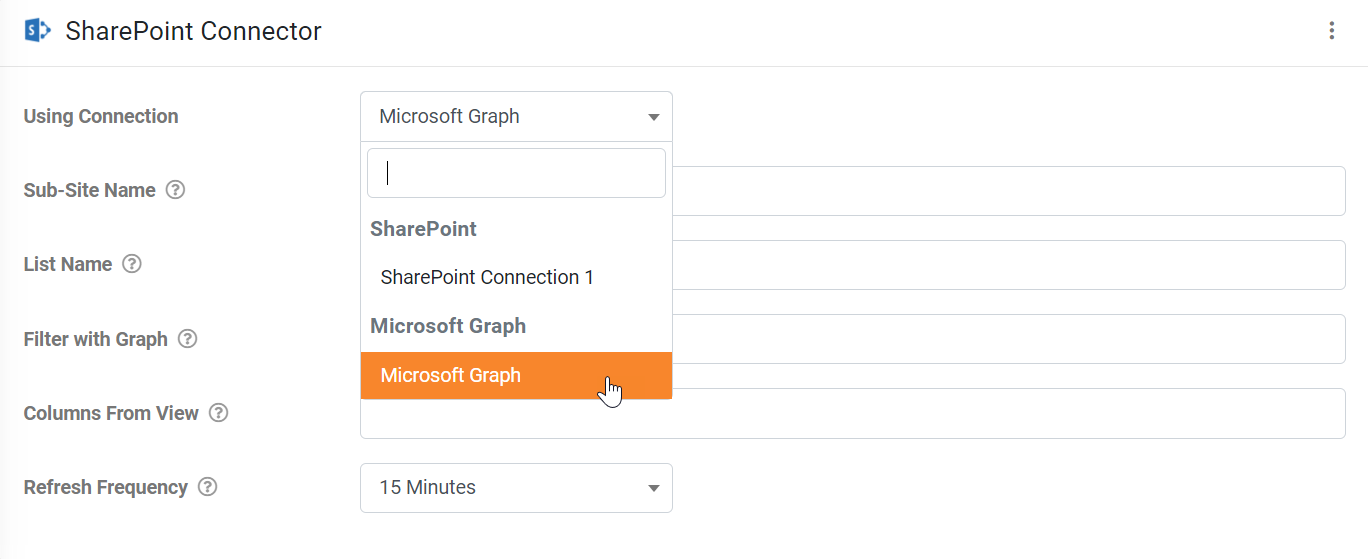 SharePoint Connector
Using Connection
Microsoft Graph
Sub-Site Name ?
SharePoint
List Name ?
SharePoint Connection 1
Microsoft Graph
Filter with Graph ?
Microsoft Graph
Columns From View ?
Refresh Frequency ?
15 Minutes